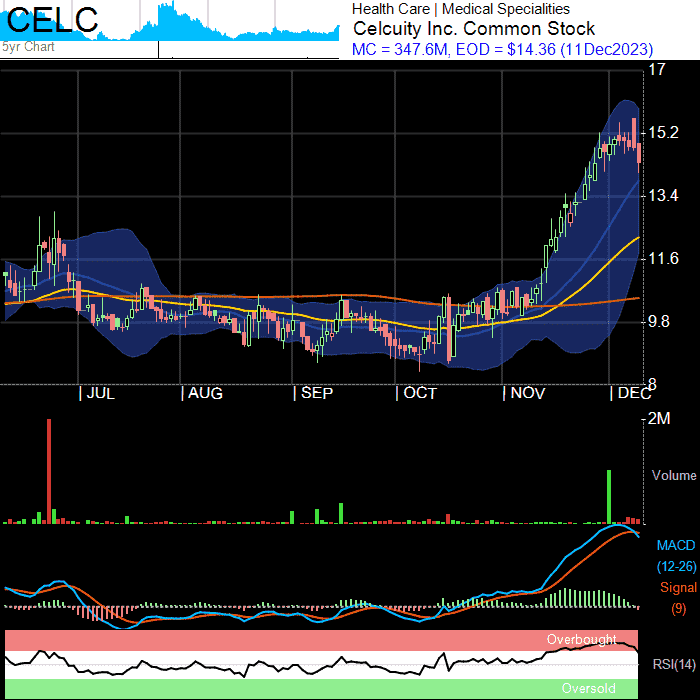 CELC
5yr Chart
Health Care | Medical Specialities
Celcuity Inc. Common Stock
MC = 347.6M, EOD = $14.36 (11Dec2023)
17
15.2
13.4
11.6
9.8
8
| JUL | AUG | SEP | OCT | NOV | DEC
2M
Volume
MACD
(12-26)
Signal
(9)
Overbought
RSI(14)
Oversold